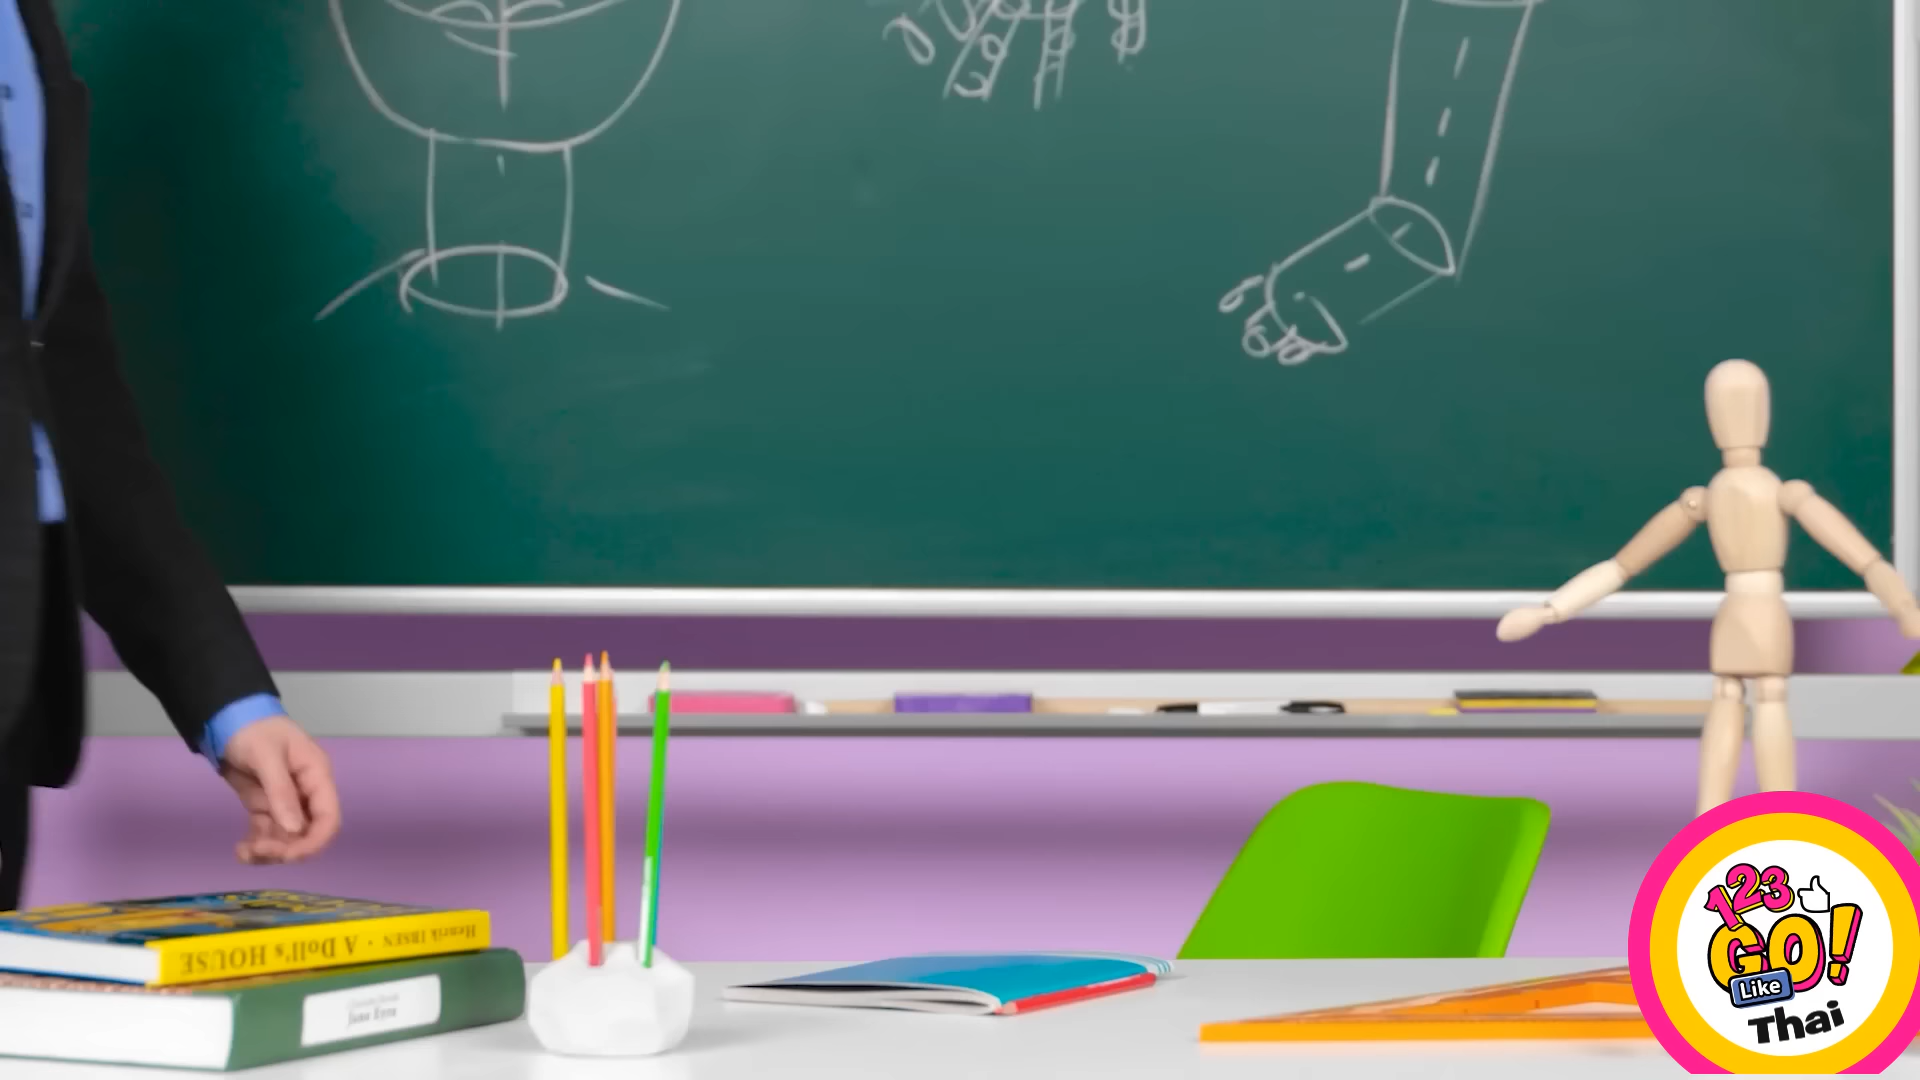 Henrik IBSEN · A Doll's HOUSE
Jane Eyre
123
GO!
Like
Thai